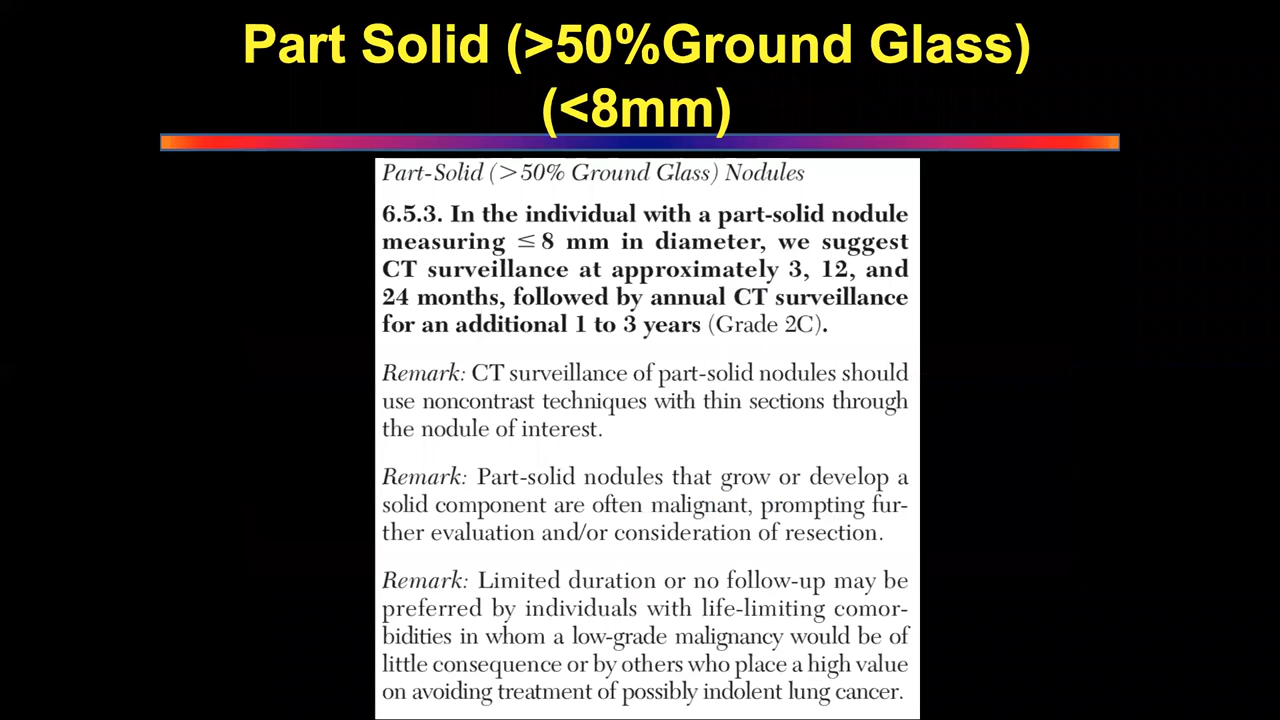 Part Solid (>50%Ground Glass)
(<8mm)
Part-Solid (>50% Ground Glass) Nodules
6.5.3. In the individual with a part-solid nodule
measuring ≤8 mm in diameter, we suggest
CT surveillance at approximately 3, 12, and
24 months, followed by annual CT surveillance
for an additional 1 to 3 years (Grade 2C).
Remark: CT surveillance of part-solid nodules should
use noncontrast techniques with thin sections through
the nodule of interest.
Remark: Part-solid nodules that grow or develop a
solid component are often malignant, prompting fur-
ther evaluation and/or consideration of resection.
Remark: Limited duration or no follow-up may be
preferred by individuals with life-limiting comor-
bidities in whom a low-grade malignancy would be of
little consequence or by others who place a high value
on avoiding treatment of possibly indolent lung cancer.